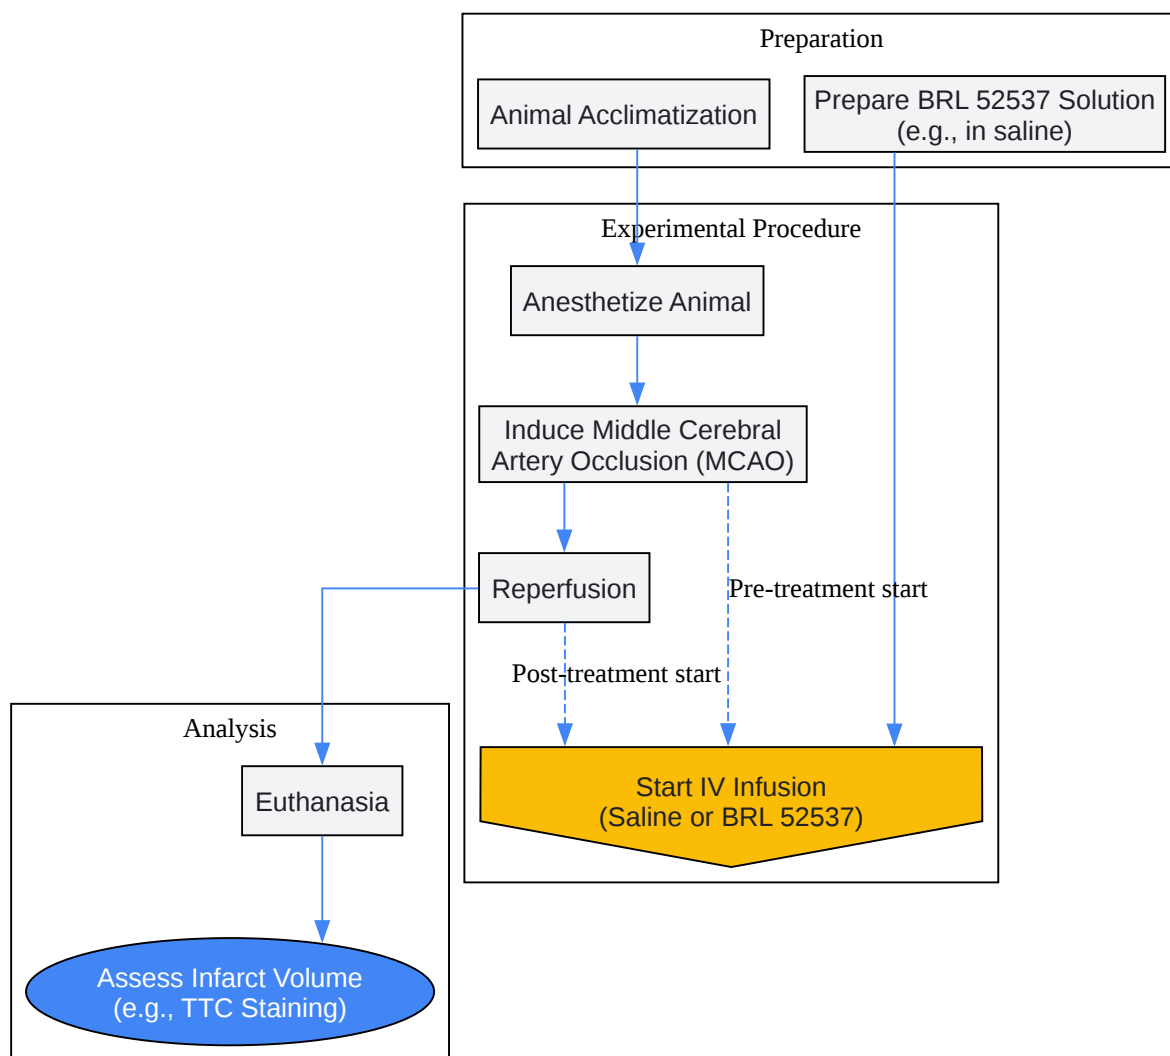 Preparation
Animal Acclimatization
Prepare BRL 52537 Solution
(e.g., in saline)
Experimental Procedure
Anesthetize Animal
Induce Middle Cerebral
Artery Occlusion (MCAO)
Reperfusion
Pre-treatment start
Post-treatment start
Start IV Infusion
(Saline or BRL 52537)
Analysis
Euthanasia
Assess Infarct Volume
(e.g., TTC Staining)